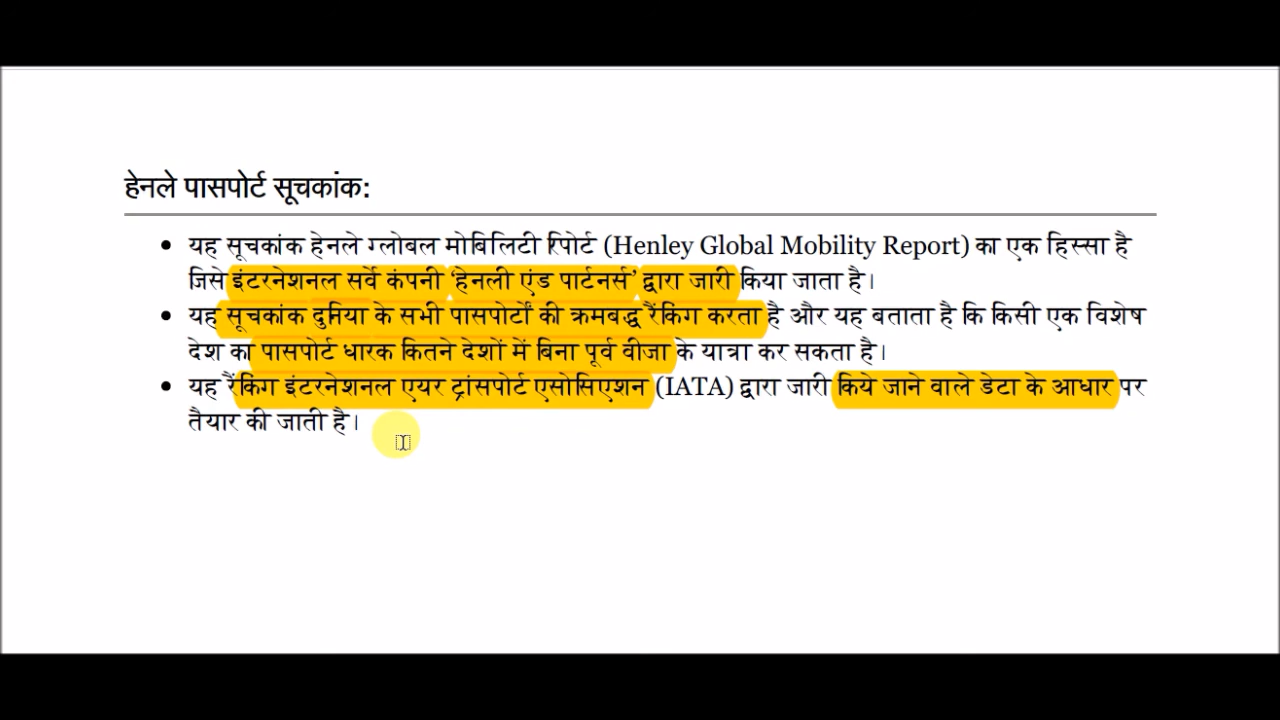 हेनले पासपोर्ट सूचकांक:
यह सूचकांक हेनले ग्लोबल मोबिलिटी रिपोर्ट (Henley Global Mobility Report) का एक हिस्सा है
जिसे इंटरनेशनल सर्वे कंपनी ‘हेनली एंड पार्टनर्स’ द्वारा जारी किया जाता है।
यह सूचकांक दुनिया के सभी पासपोर्टों की क्रमबद्ध रैंकिंग करता है और यह बताता है कि किसी एक विशेष
देश का पासपोर्ट धारक कितने देशों में बिना पूर्व वीजा के यात्रा कर सकता है।
यह रैंकिंग इंटरनेशनल एयर ट्रांसपोर्ट एसोसिएशन (IATA) द्वारा जारी किये जाने वाले डेटा के आधार पर
तैयार की जाती है।